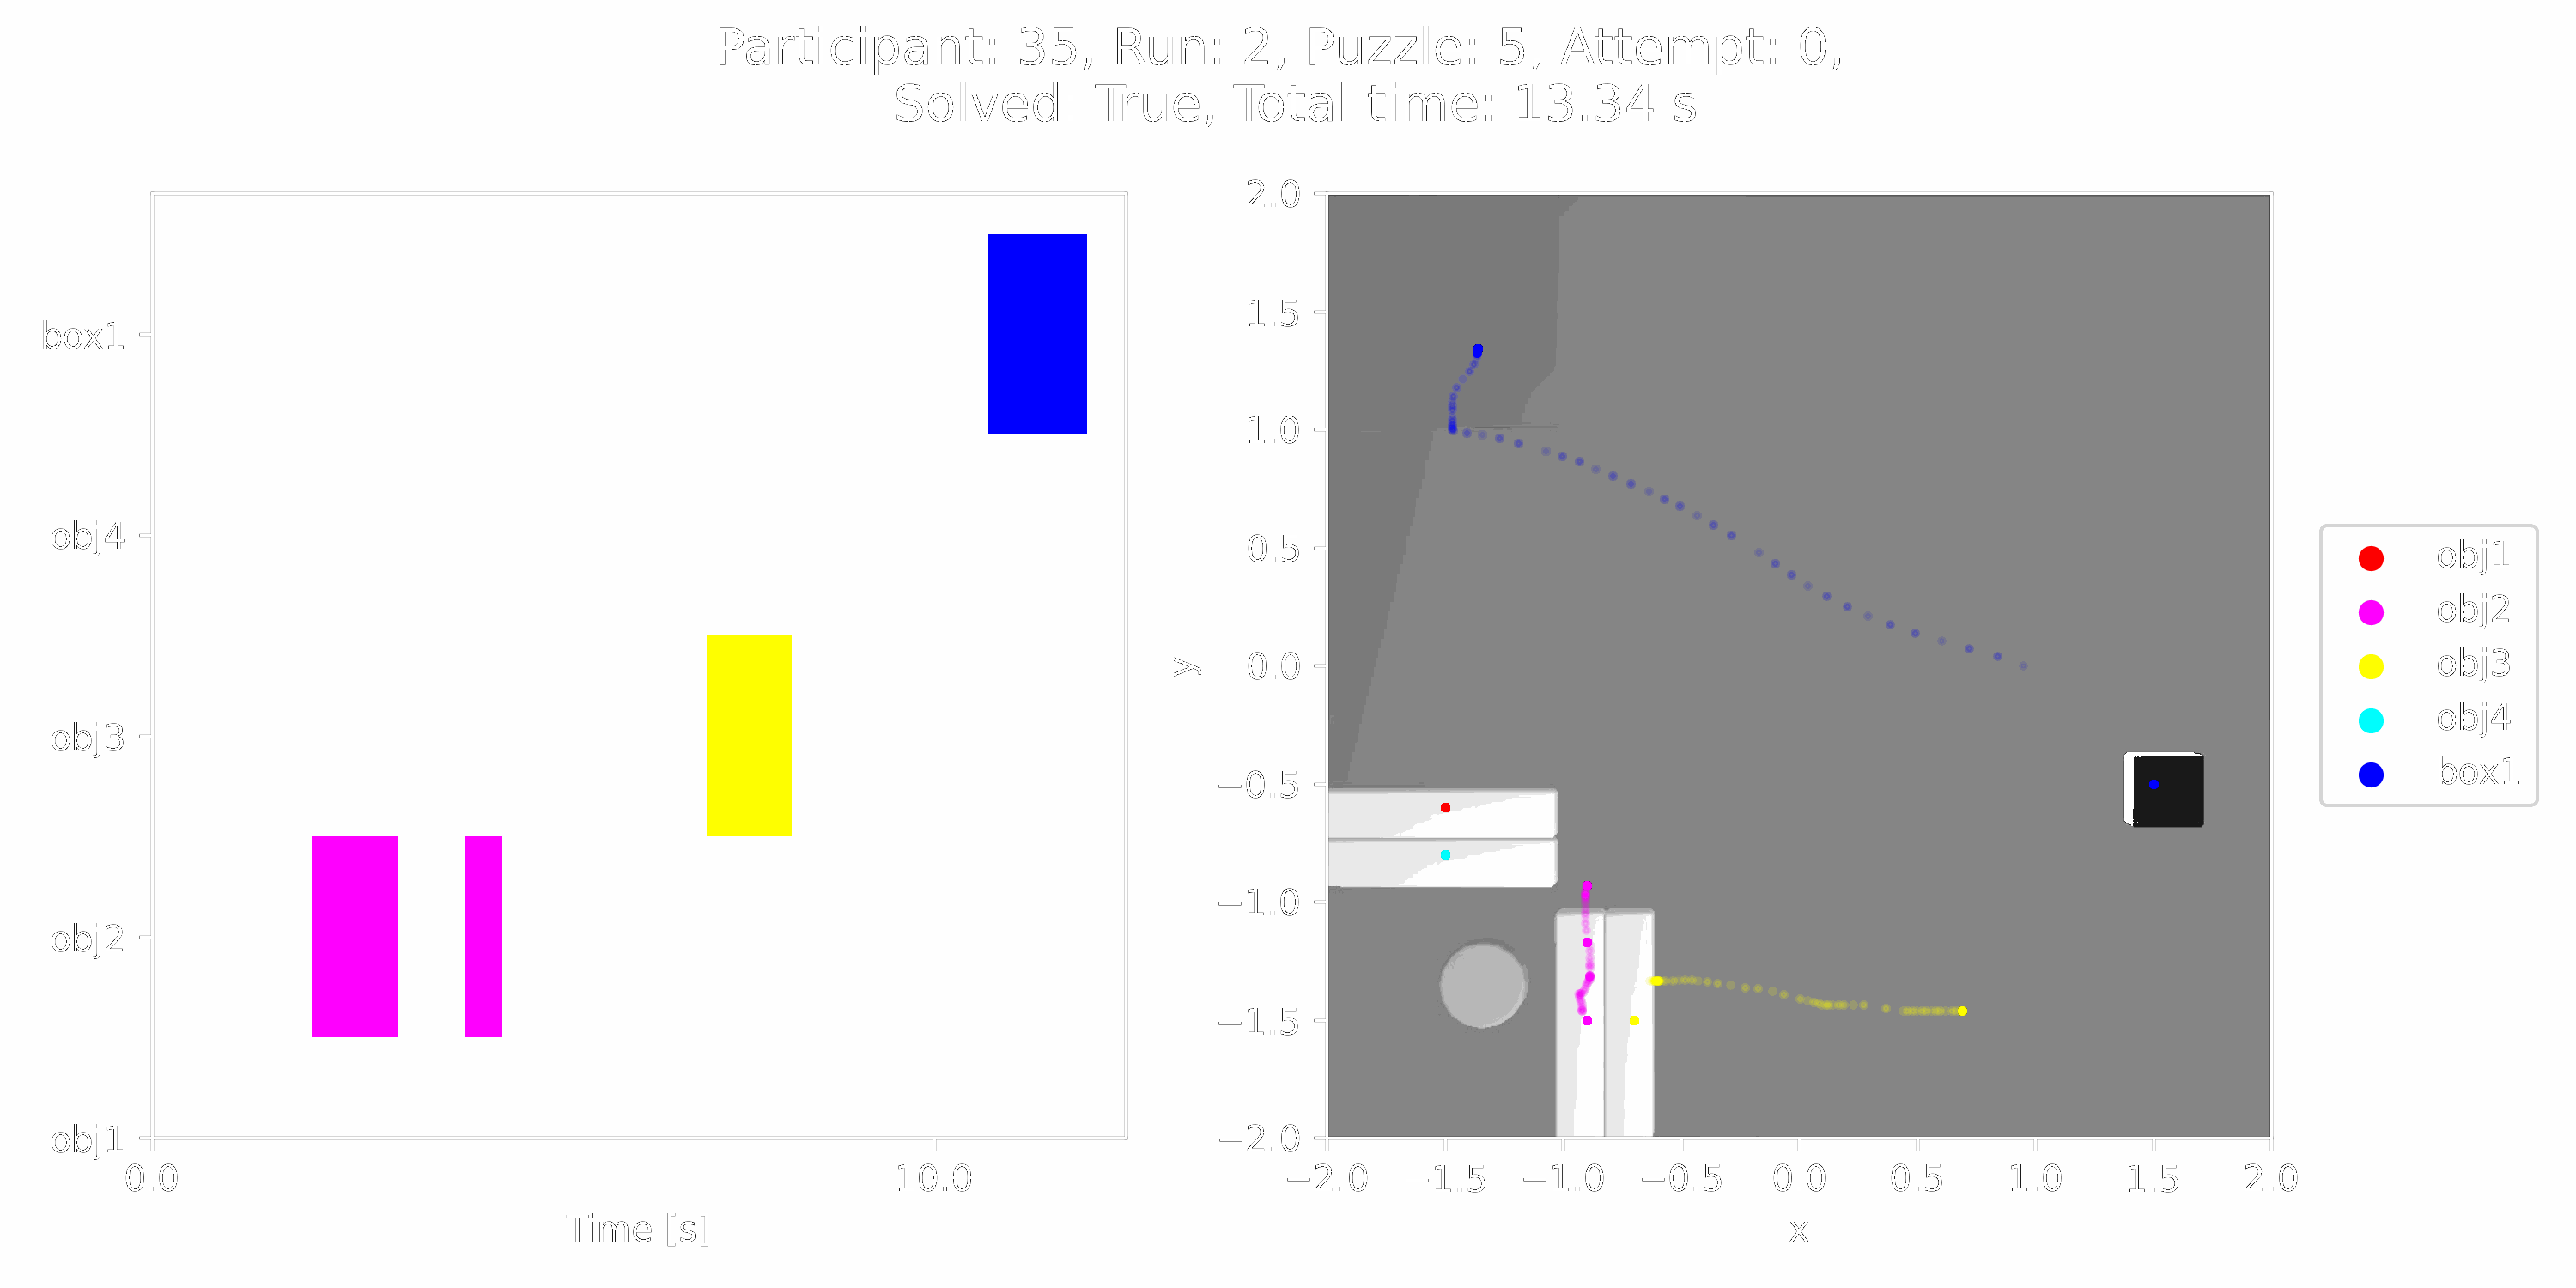 Participant: 35, Run: 2, Puzzle: 5, Attempt: 0,
Solved True, Total time: 13.34 s
box1
obj4
obj3
obj2
obj1
0.0
10.0
Time [s]
2.0
1.5
1.0
0.5
0.0
−0.5
−1.0
−1.5
−2.0
y
−2.0
−1.5
−1.0
−0.5
0.0
0.5
1.0
1.5
2.0
x
obj1
obj2
obj3
obj4
box1